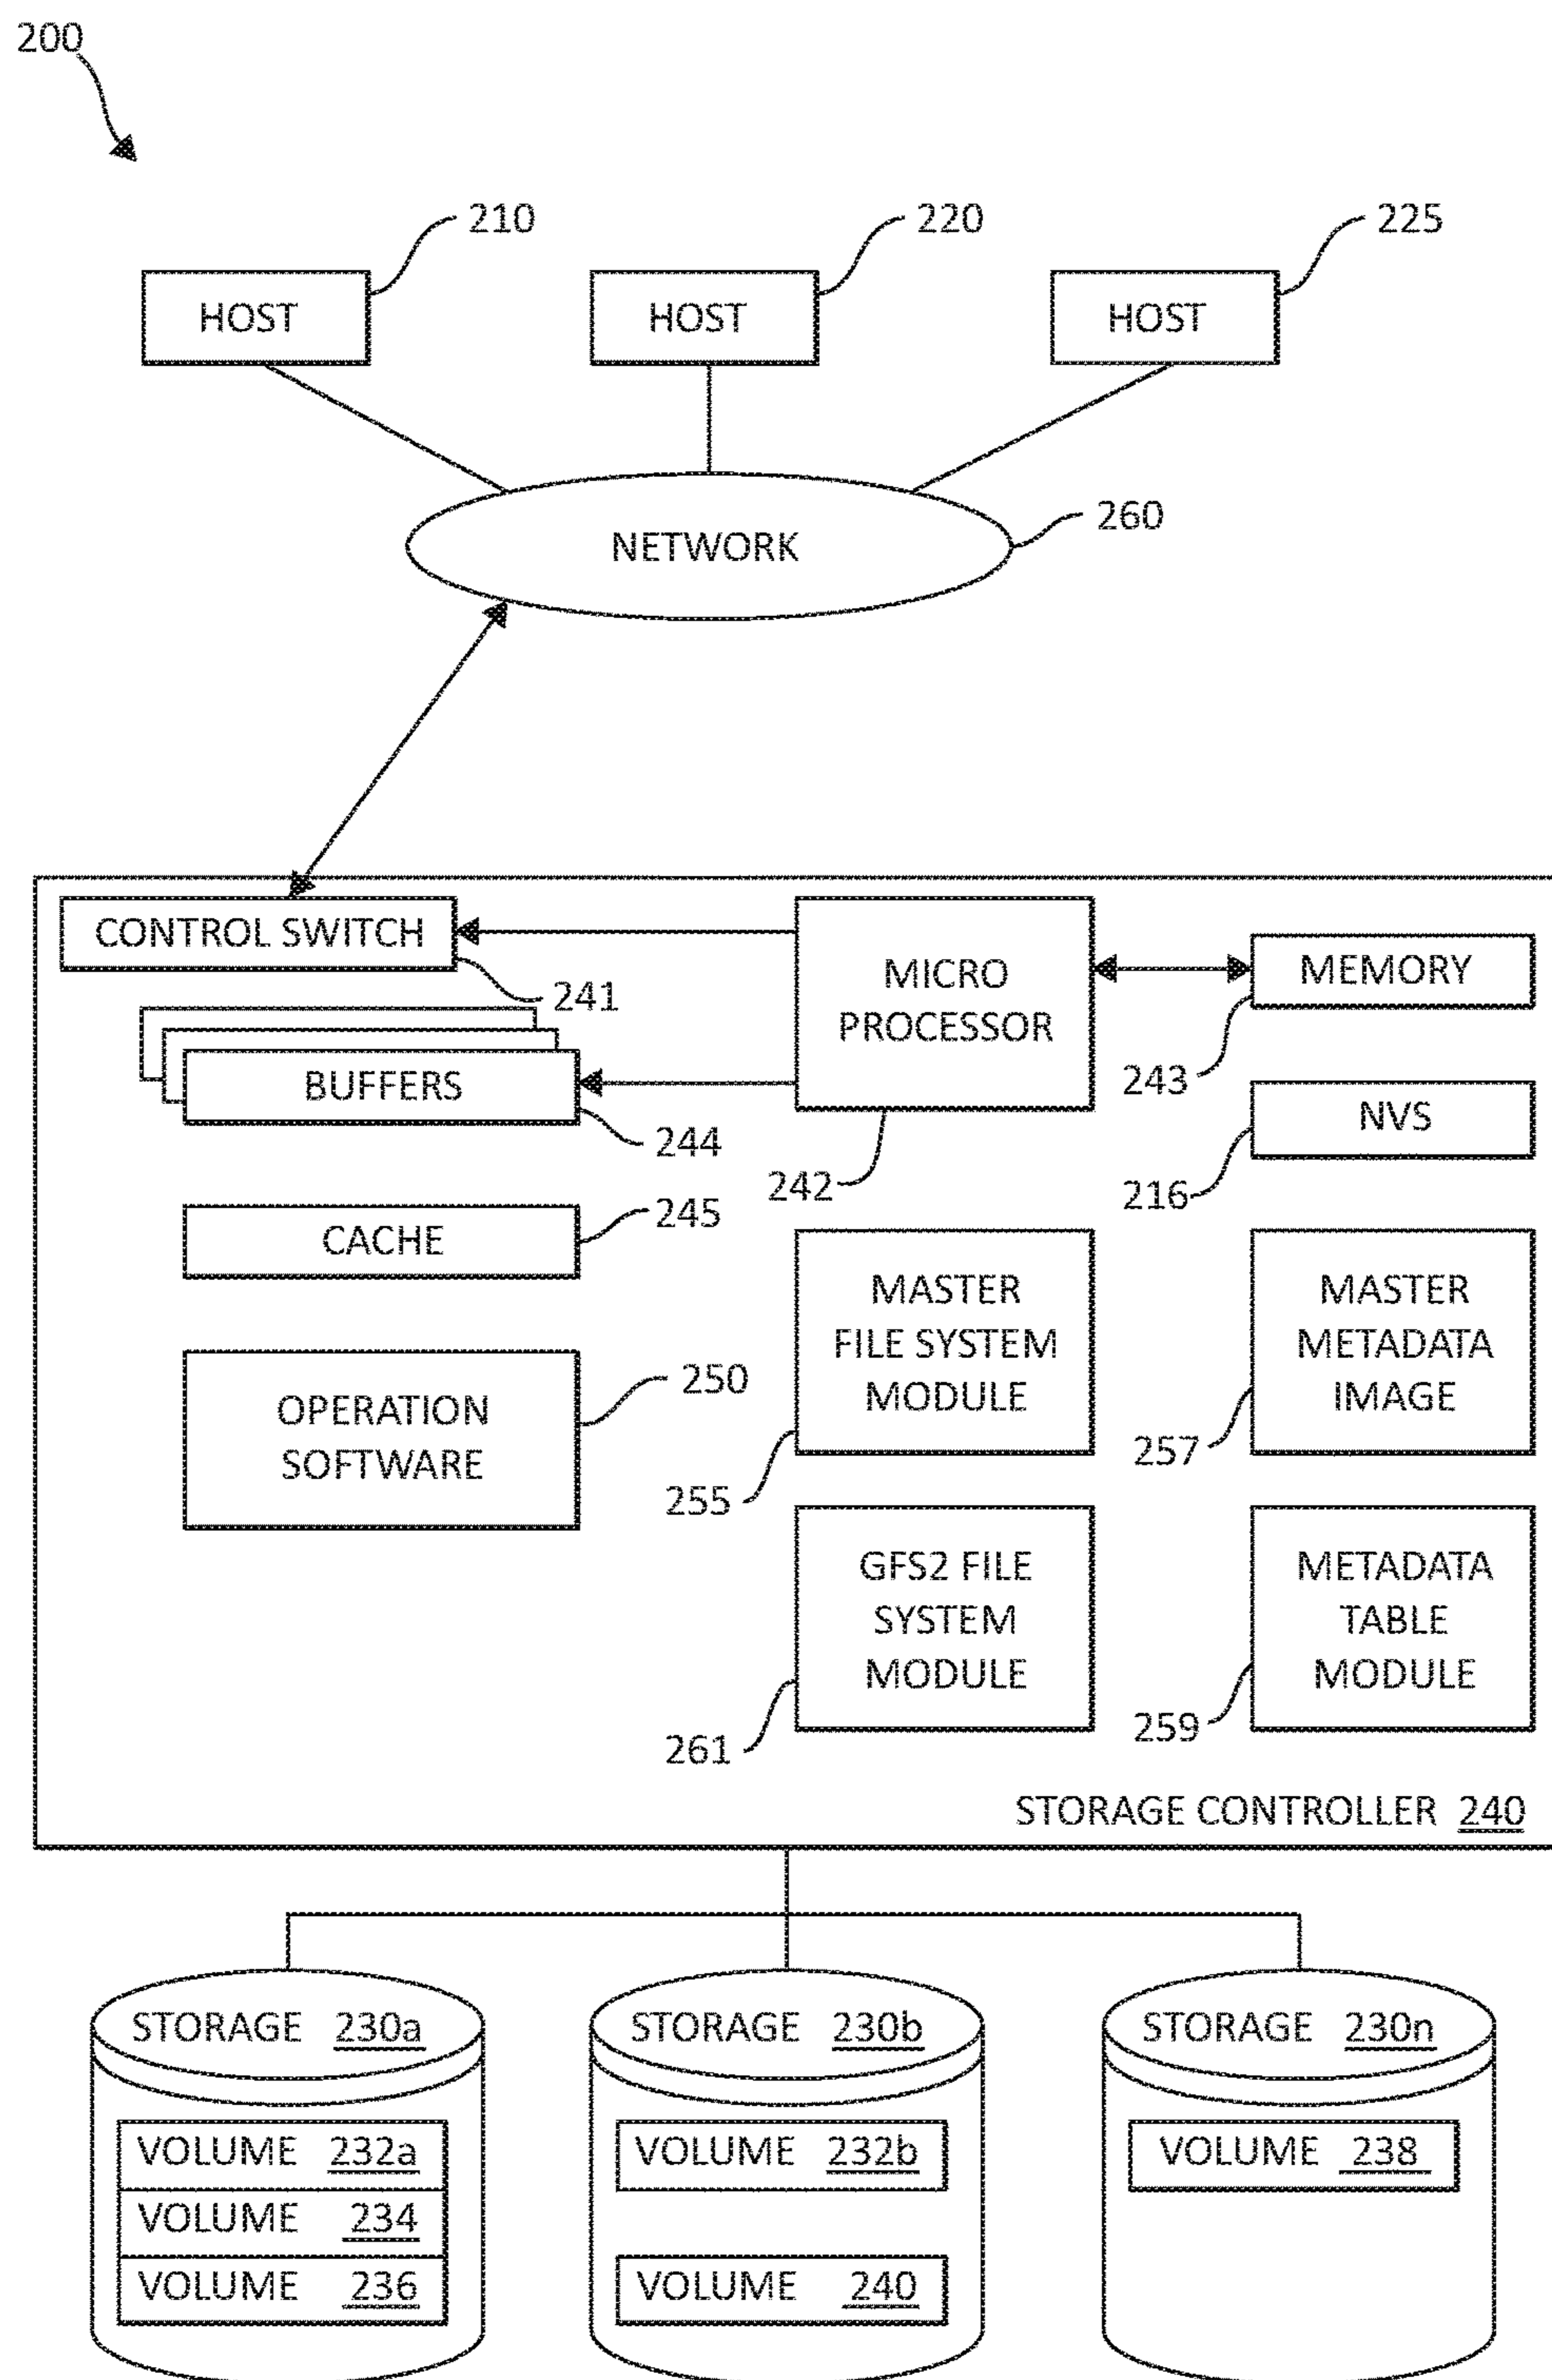 200
210
220
225
HOST
HOST
HOST
260
NETWORK
CONTROL SWITCH
241
MICRO
PROCESSOR
242
MEMORY
243
BUFFERS
244
NVS
216
CACHE
245
MASTER
FILE SYSTEM
MODULE
255
MASTER
METADATA
IMAGE
257
OPERATION
SOFTWARE
250
GFS2 FILE
SYSTEM
MODULE
261
METADATA
TABLE
MODULE
259
STORAGE CONTROLLER 240
STORAGE 230a
STORAGE 230b
STORAGE 230n
VOLUME 232a
VOLUME 234
VOLUME 236
VOLUME 232b
VOLUME 240
VOLUME 238